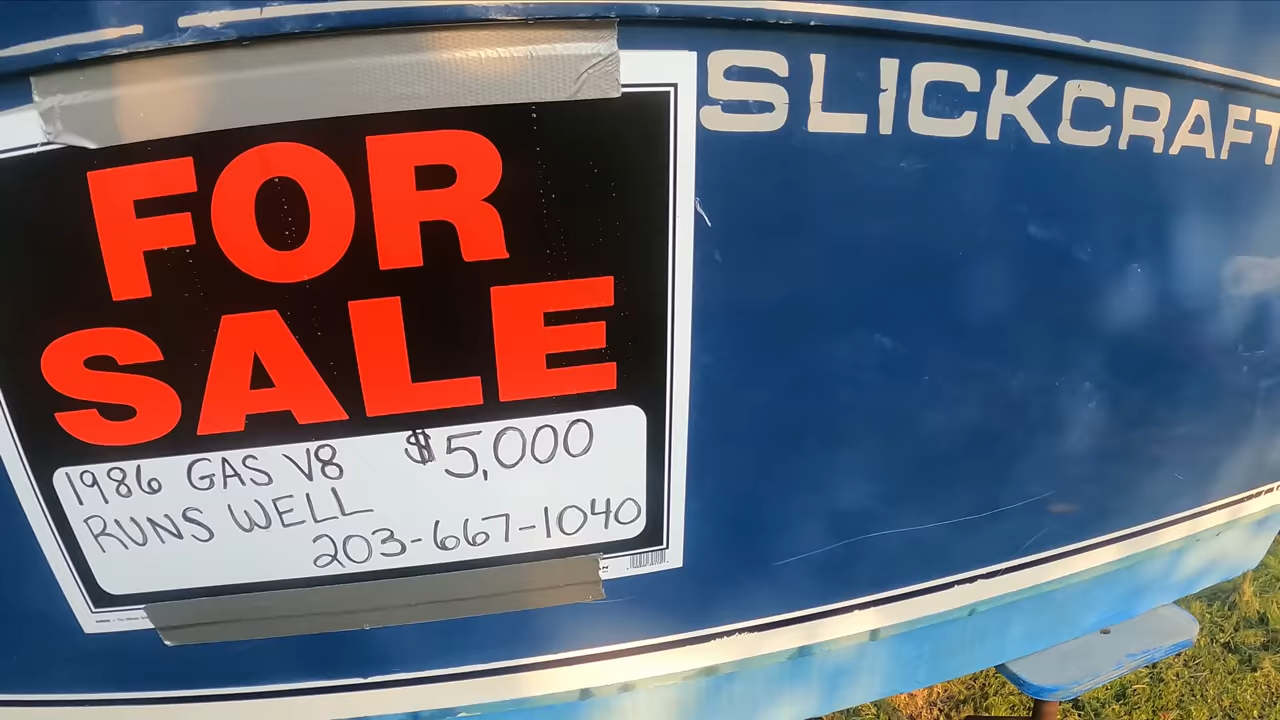 SLICKCRAFT
FOR
SALE
1986 GAS V8 $5,000
RUNS WELL
203-667-1040